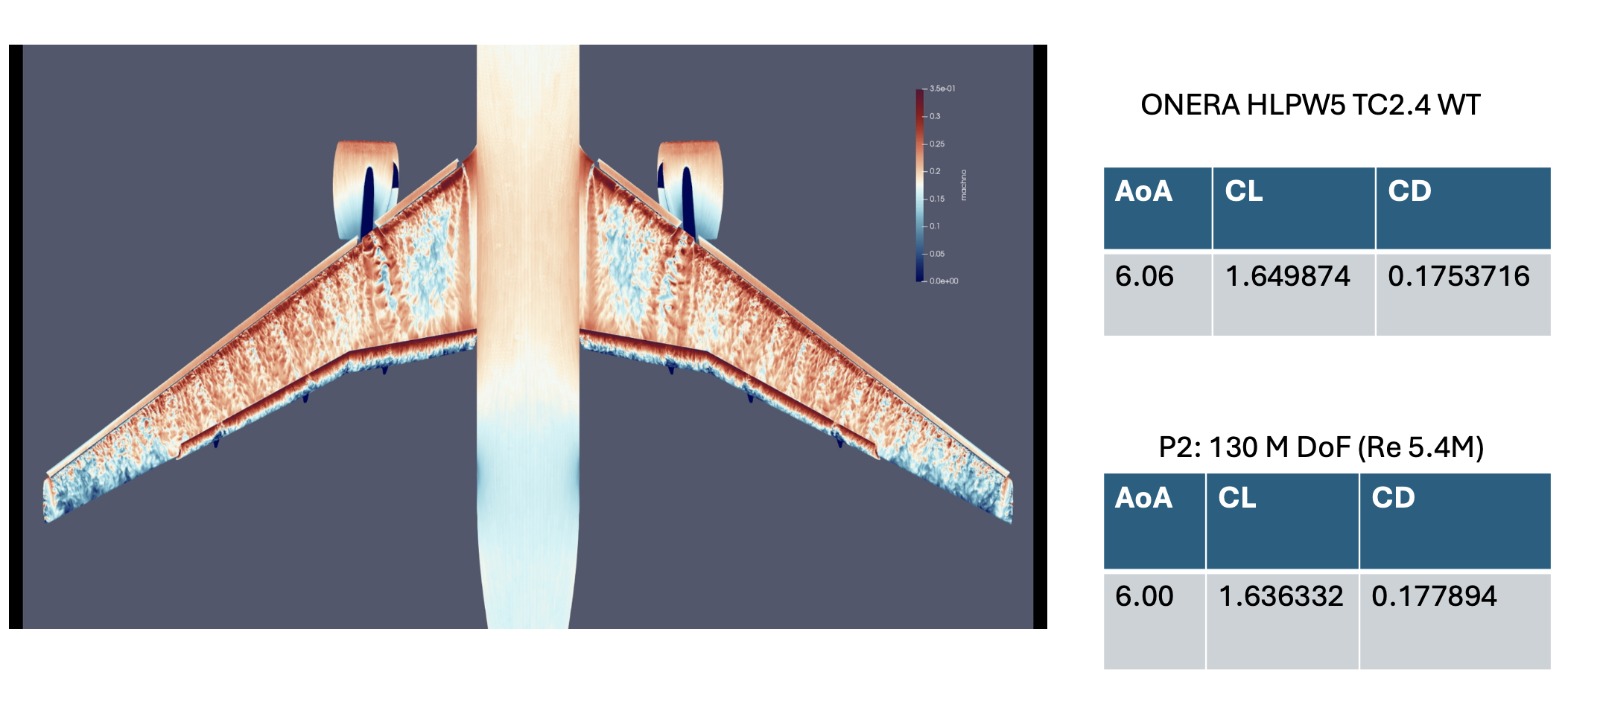 3.5e-01
0.3
0.25
0.2
0.15
0.1
0.05
0.0e+00
machno
ONERA HLPW5 TC2.4 WT
AoA CL CD
6.06 1.649874 0.1753716
P2: 130 M DoF (Re 5.4M)
AoA CL CD
6.00 1.636332 0.177894